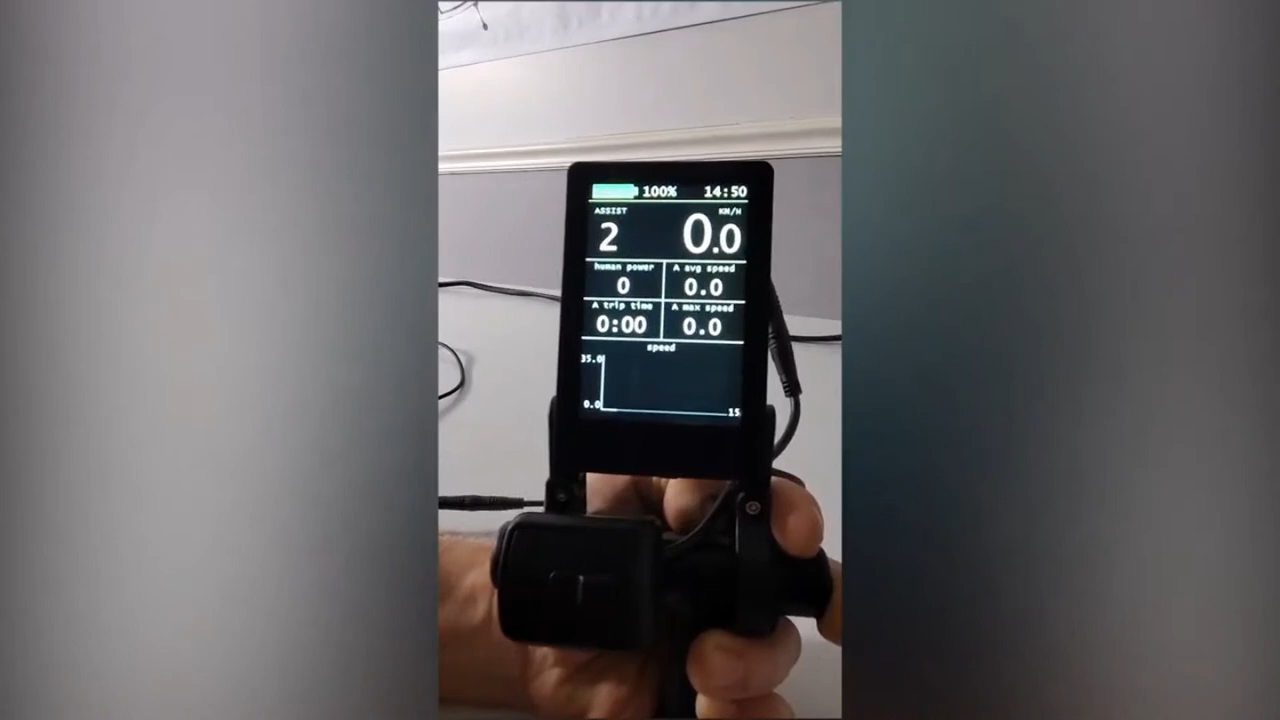 100% 14:50
ASSIST KM/H
2 0.0
human power A avg speed
0 0.0
A trip time A max speed
0:00 0.0
speed
35.0
0.0 15